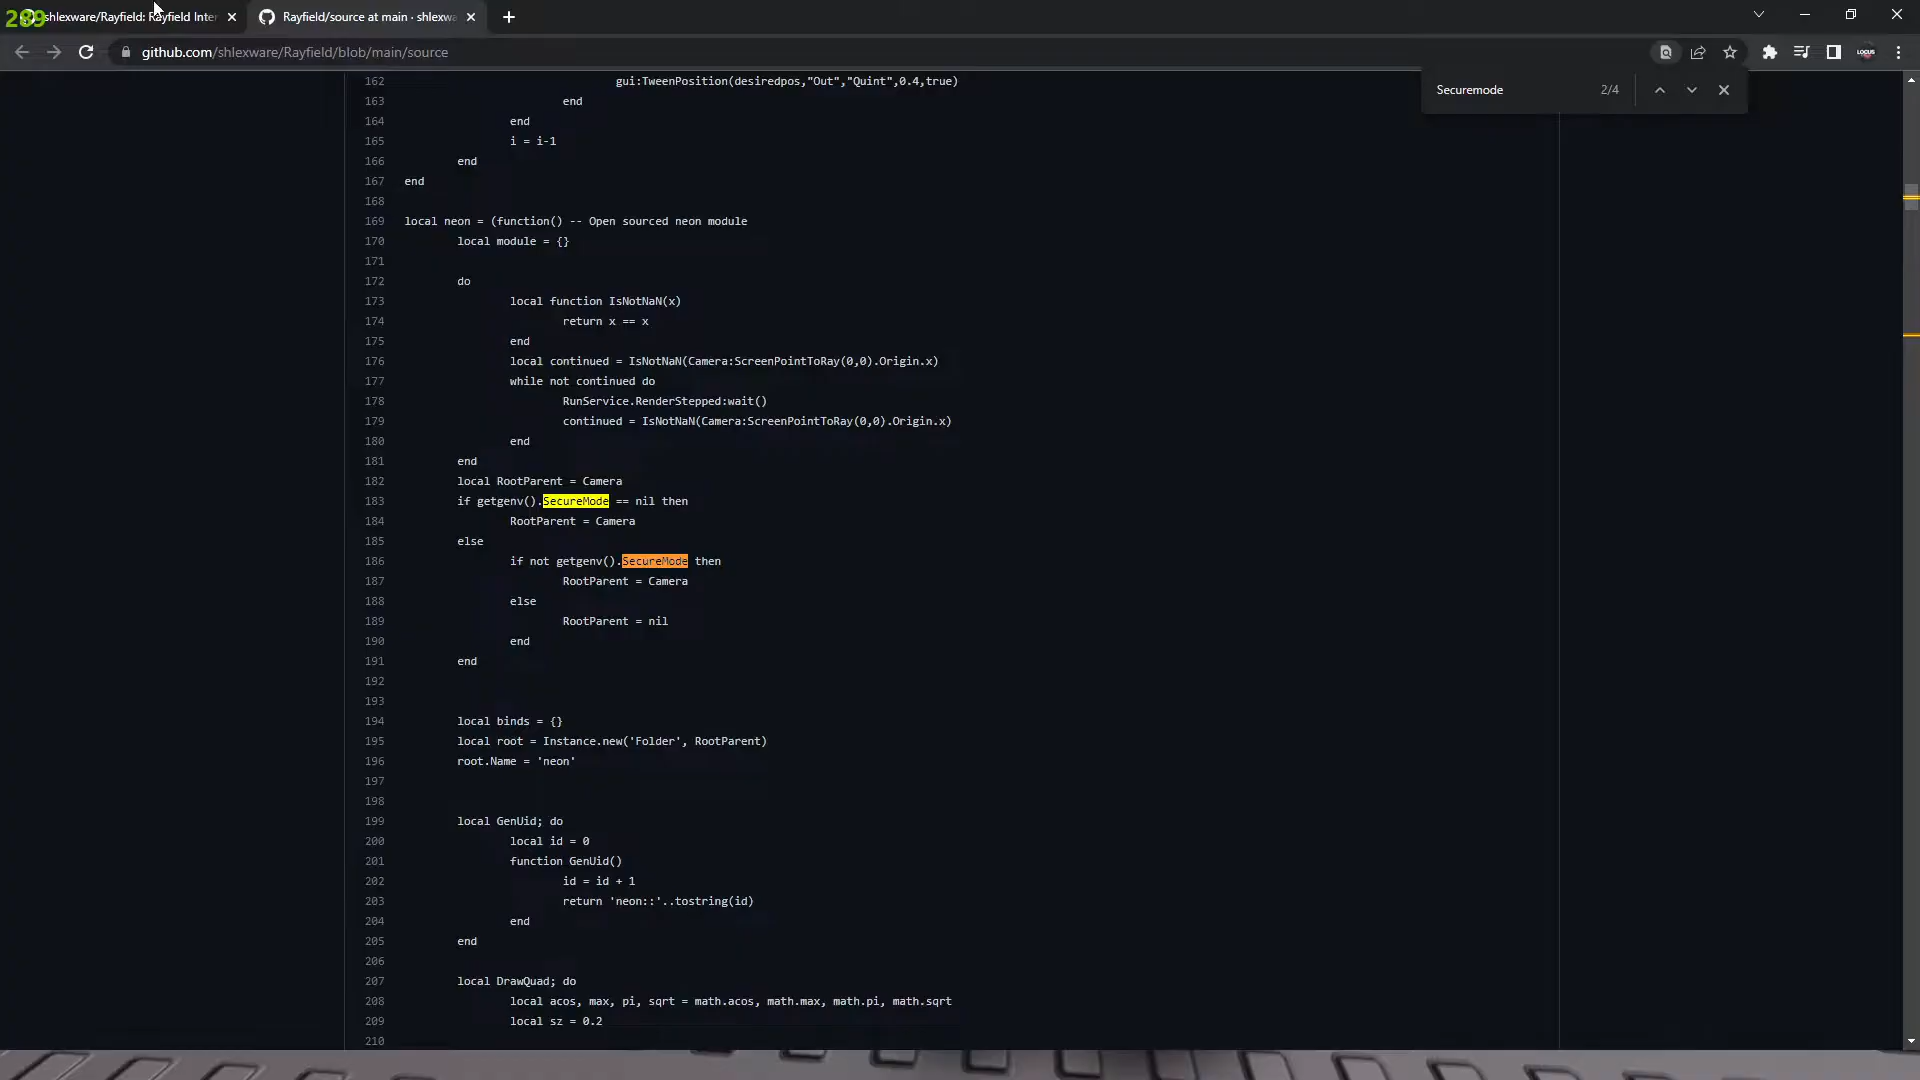 289
shlexware/Rayfield: Rayfield Inter
Rayfield/source at main · shlexwa
github.com/shlexware/Rayfield/blob/main/source
Securemode
2/4
162 gui:TweenPosition(desiredpos,"Out","Quint",0.4,true)
163 end
164 end
165 i = i-1
166 end
167 end
168
169 local neon = (function() -- Open sourced neon module
170 local module = {}
171
172 do
173 local function IsNotNaN(x)
174 return x == x
175 end
176 local continued = IsNotNaN(Camera:ScreenPointToRay(0,0).Origin.x)
177 while not continued do
178 RunService.RenderStepped:wait()
179 continued = IsNotNaN(Camera:ScreenPointToRay(0,0).Origin.x)
180 end
181 end
182 local RootParent = Camera
183 if getgenv().SecureMode == nil then
184 RootParent = Camera
185 else
186 if not getgenv().SecureMode then
187 RootParent = Camera
188 else
189 RootParent = nil
190 end
191 end
192
193
194 local binds = {}
195 local root = Instance.new('Folder', RootParent)
196 root.Name = 'neon'
197
198
199 local GenUid; do
200 local id = 0
201 function GenUid()
202 id = id + 1
203 return 'neon::'..tostring(id)
204 end
205 end
206
207 local DrawQuad; do
208 local acos, max, pi, sqrt = math.acos, math.max, math.pi, math.sqrt
209 local sz = 0.2
210